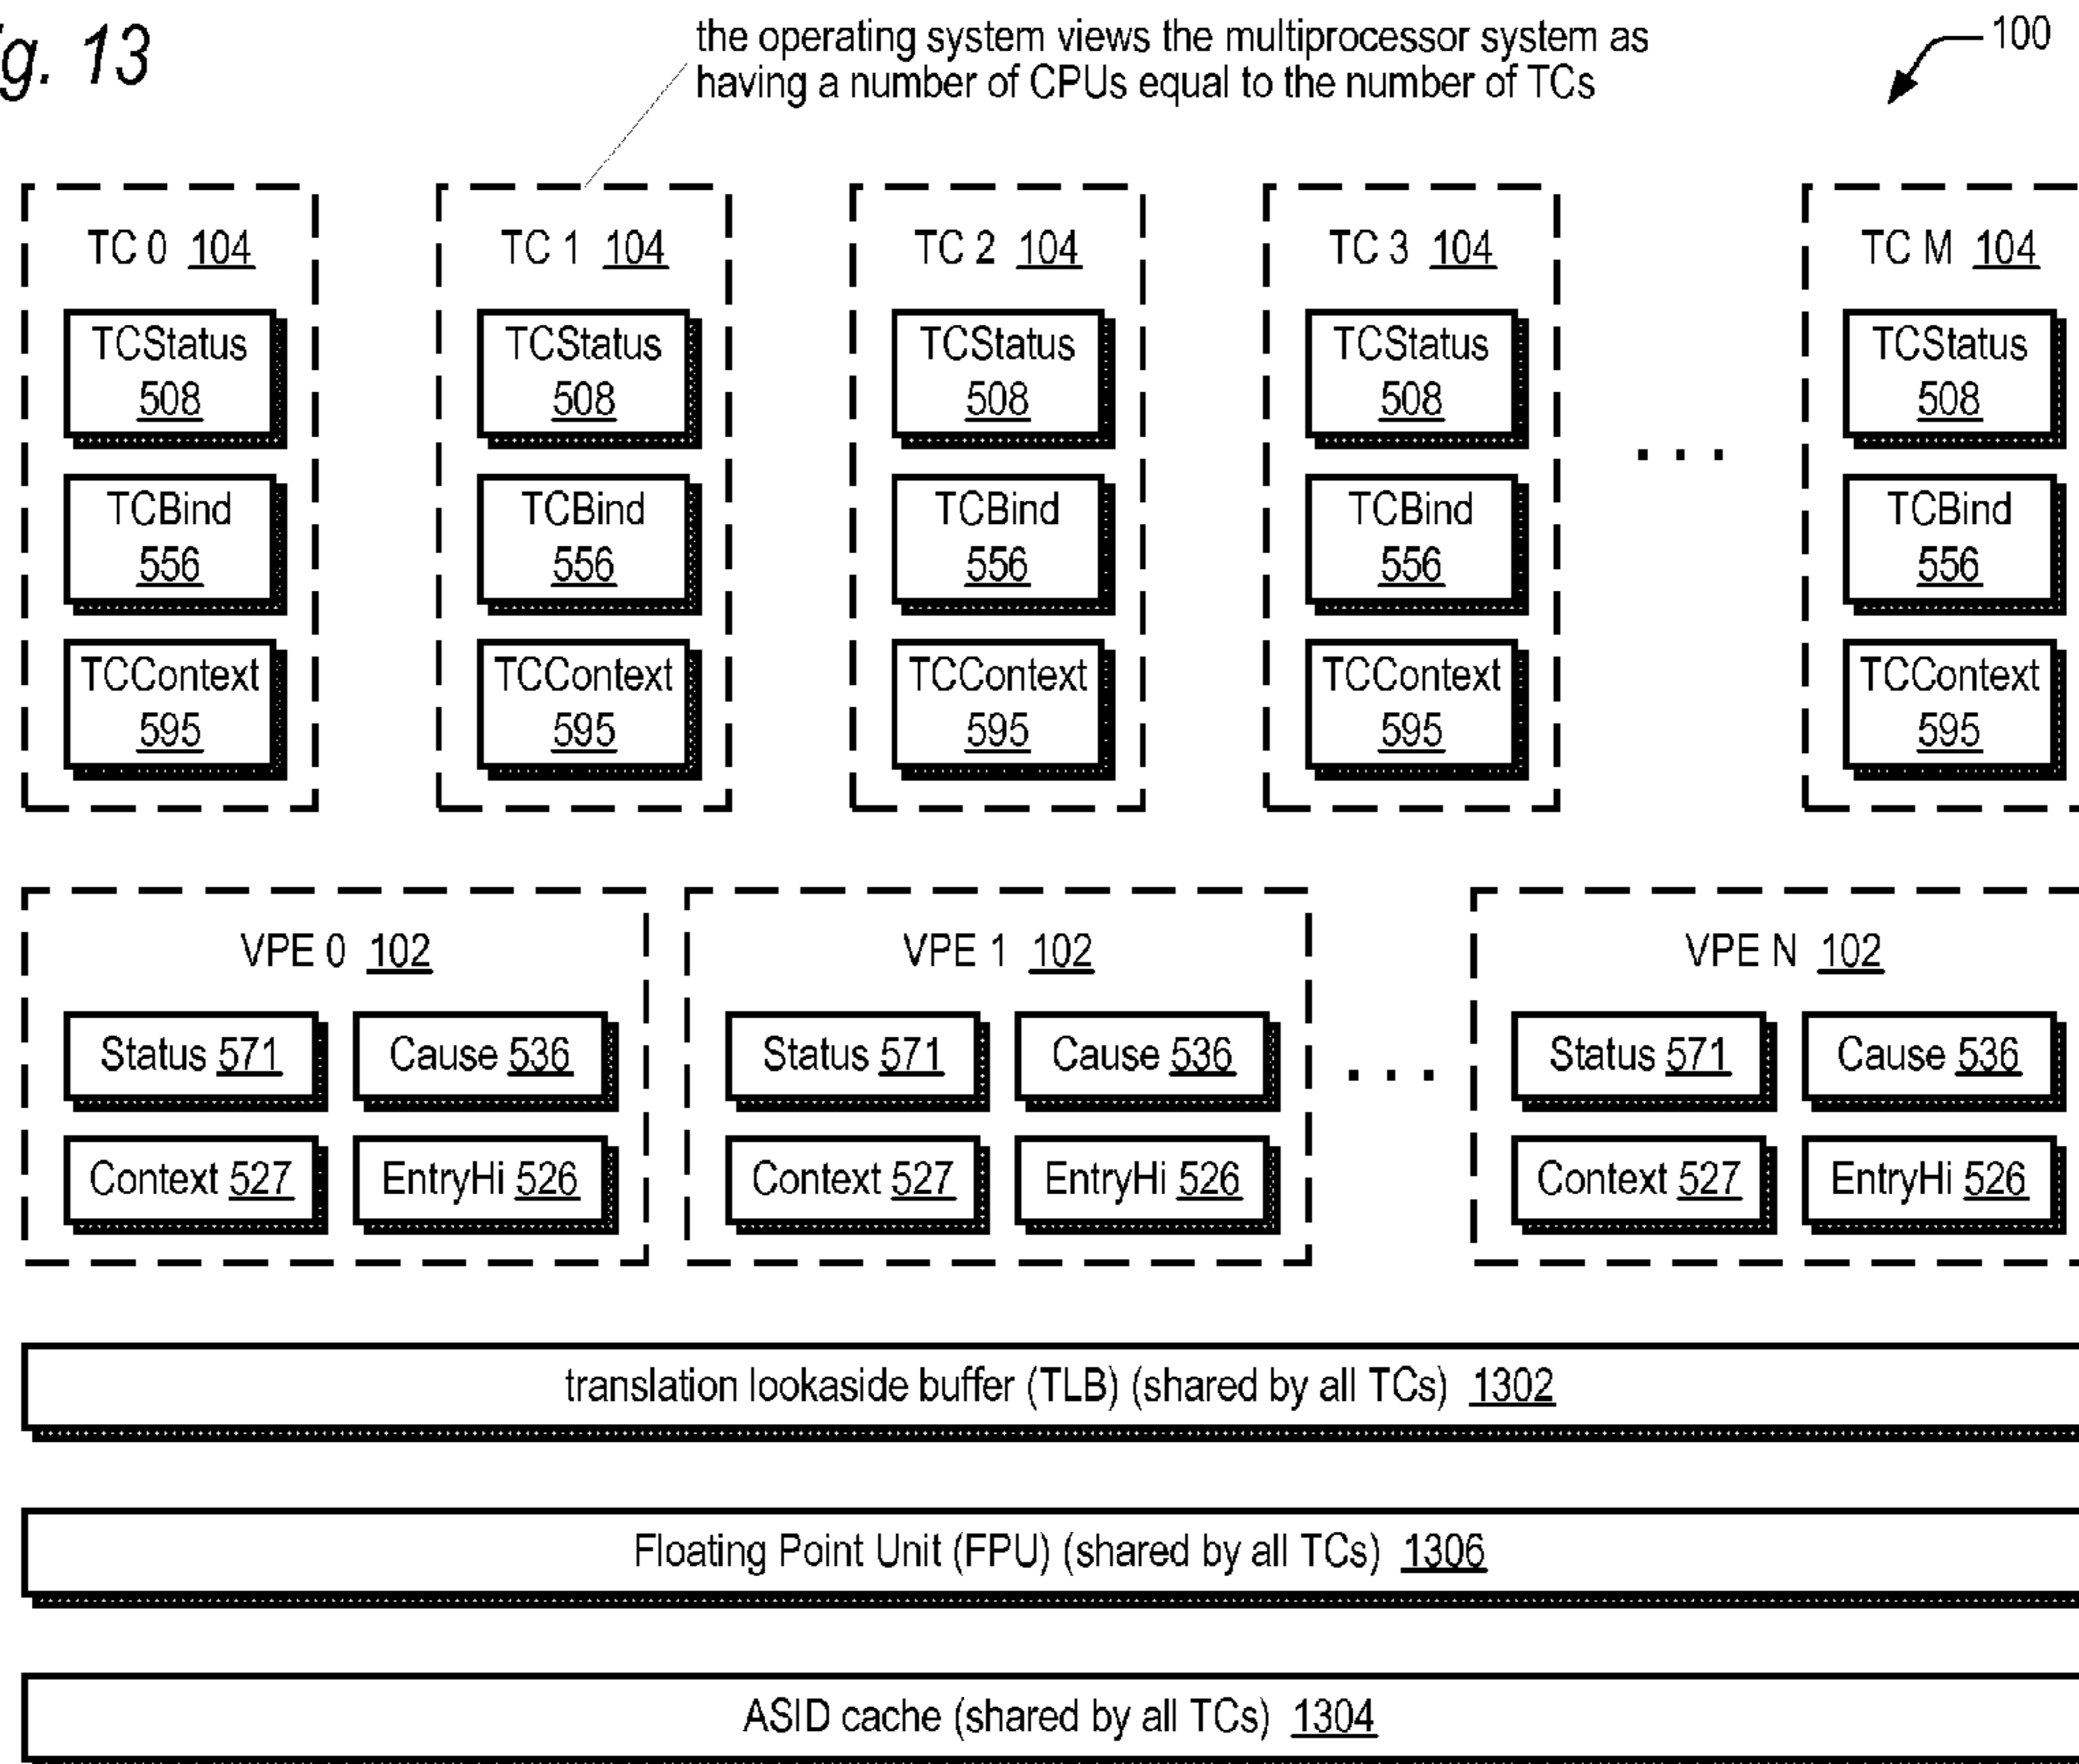 g. 13
the operating system views the multiprocessor system as
having a number of CPUs equal to the number of TCs
100
TC 0 104
TCStatus
508
TCBind
556
TCContext
595
TC 1 104
TCStatus
508
TCBind
556
TCContext
595
TC 2 104
TCStatus
508
TCBind
556
TCContext
595
TC 3 104
TCStatus
508
TCBind
556
TCContext
595
. . .
TC M 104
TCStatus
508
TCBind
556
TCContext
595
VPE 0 102
Status 571
Cause 536
Context 527
EntryHi 526
VPE 1 102
Status 571
Cause 536
Context 527
EntryHi 526
. . .
VPE N 102
Status 571
Cause 536
Context 527
EntryHi 526
translation lookaside buffer (TLB) (shared by all TCs) 1302
Floating Point Unit (FPU) (shared by all TCs) 1306
ASID cache (shared by all TCs) 1304